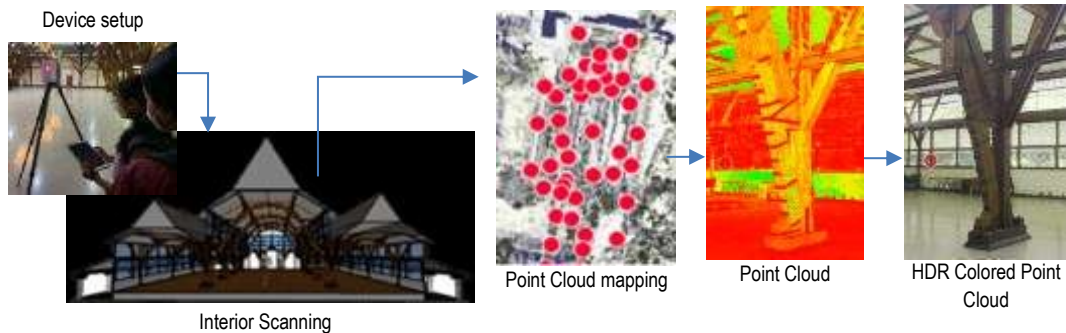 Device setup
Interior Scanning
Point Cloud mapping
Point Cloud
HDR Colored Point
Cloud